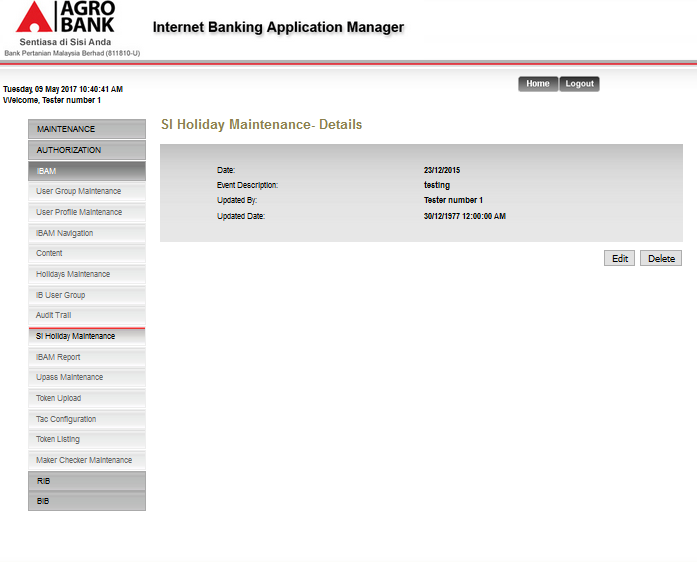 AGRO
BANK
Sentiasa di Sisi Anda
Bank Pertanian Malaysia Berhad (811810-U)
Internet Banking Application Manager
Tuesday, 09 May 2017 10:40:41 AM
Welcome, Tester number 1
Home
Logout
MAINTENANCE
AUTHORIZATION
IBAM
User Group Maintenance
User Profile Maintenance
IBAM Navigation
Content
Holidays Maintenance
IB User Group
Audit Trail
SI Holiday Maintenance
IBAM Report
Upass Maintenance
Token Upload
Tac Configuration
Token Listing
Maker Checker Maintenance
RIB
BIB
SI Holiday Maintenance- Details
Date: 23/12/2015
Event Description: testing
Updated By: Tester number 1
Updated Date: 30/12/1977 12:00:00 AM
Edit
Delete